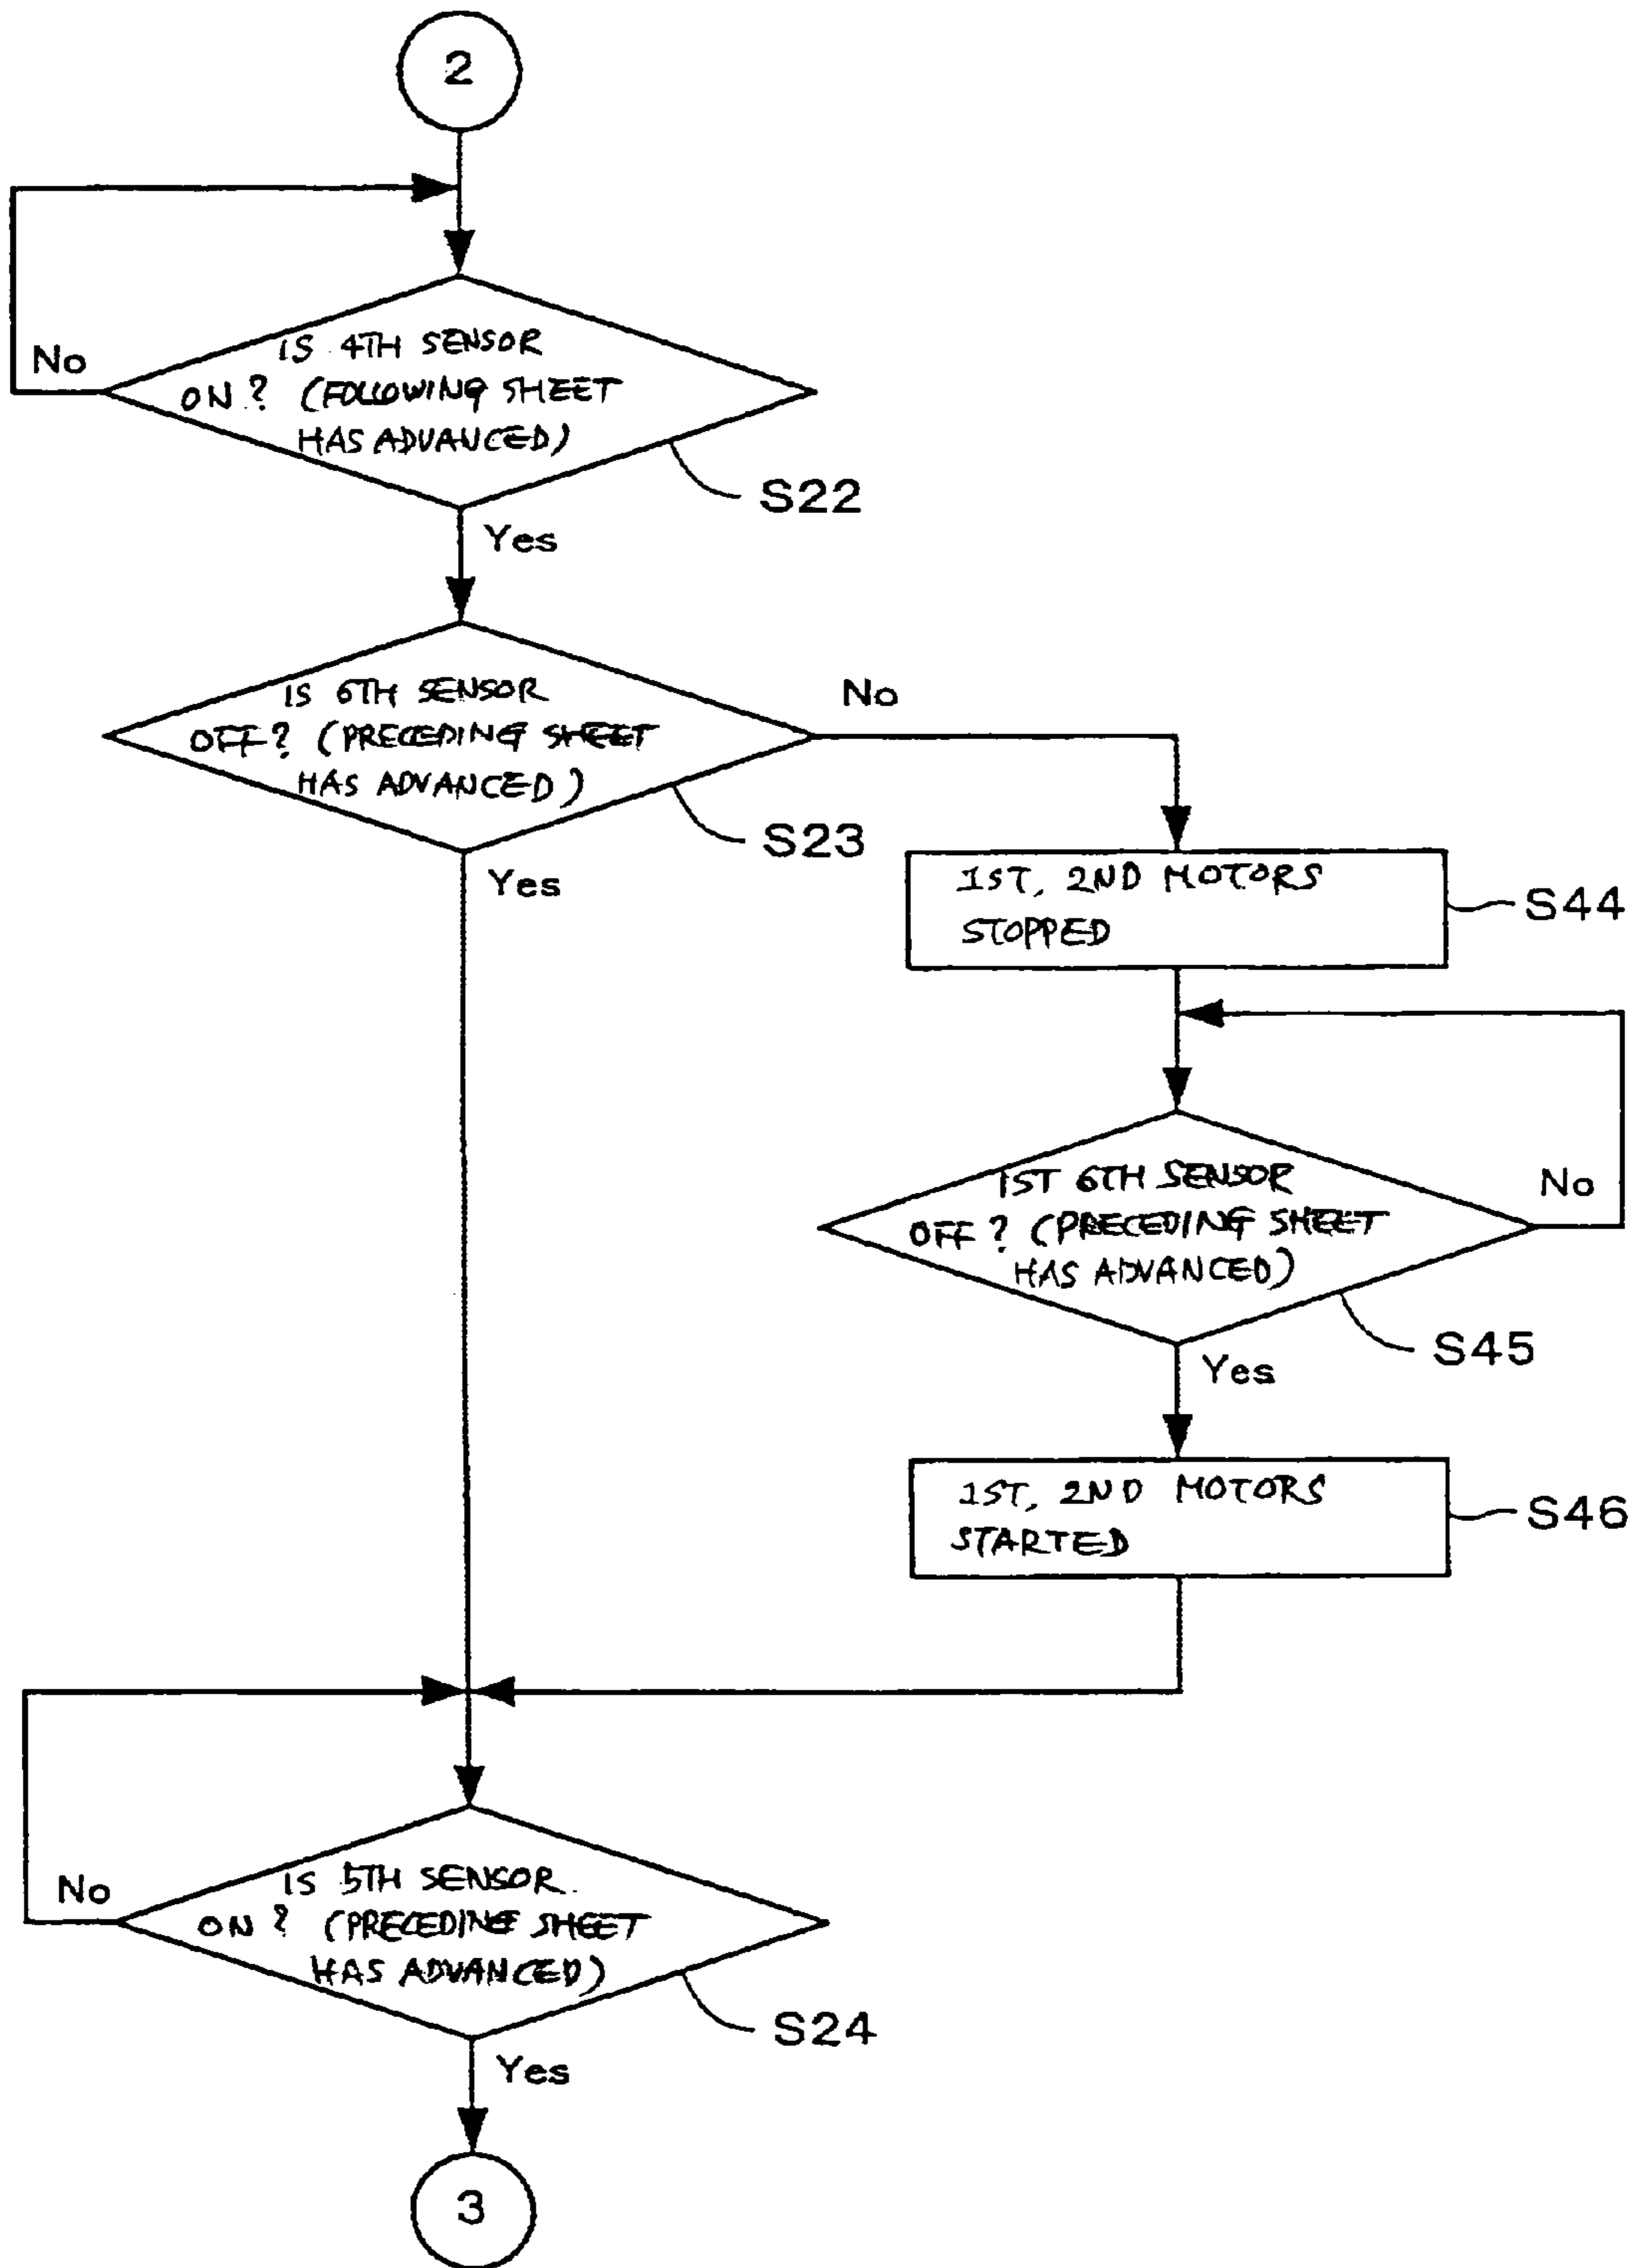 2
IS 4TH SENSOR
No
ON? (FOLLOWING SHEET
HAS ADVANCED)
S22
Yes
IS 6TH SENSOR
No
OFF? (PRECEDING SHEET
HAS ADVANCED)
S23
Yes
1ST, 2ND MOTORS
STOPPED
S44
1ST 6TH SENSOR
No
OFF? (PRECEDING SHEET
HAS ADVANCED)
S45
Yes
1ST, 2ND MOTORS
STARTED
S46
IS 5TH SENSOR
No
ON? (PRECEDING SHEET
HAS ADVANCED)
S24
Yes
3